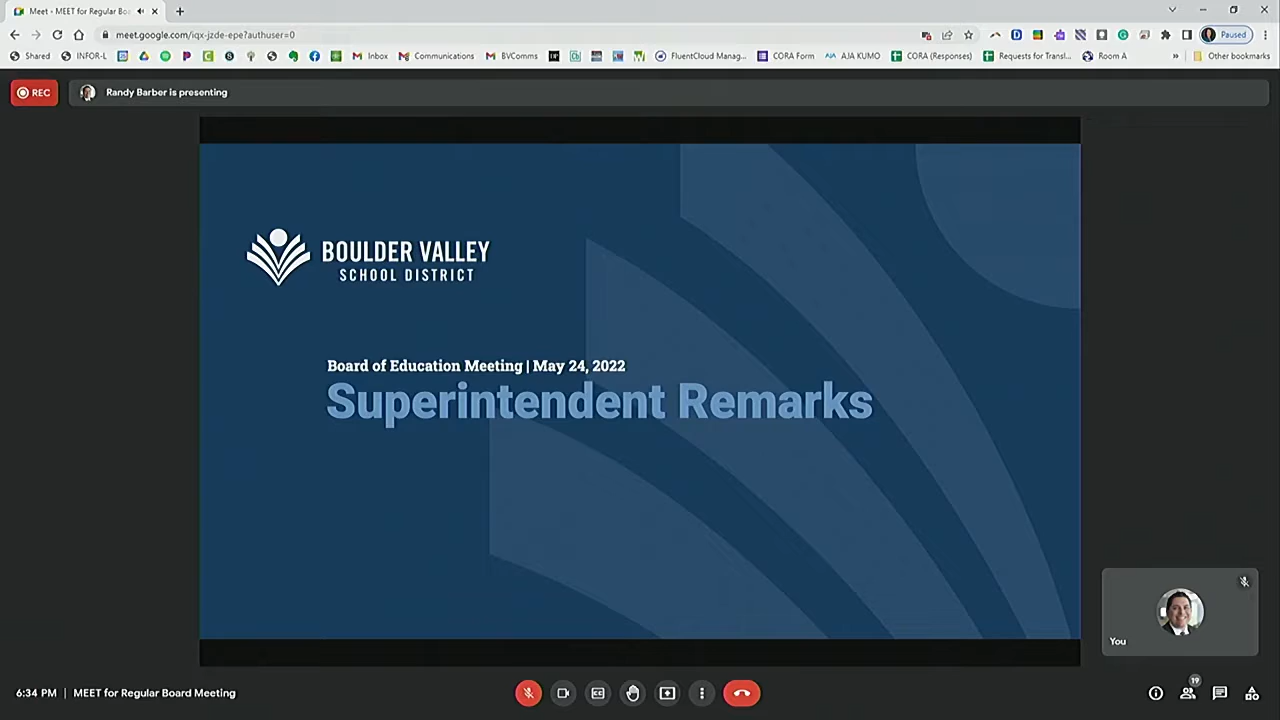 Meet - MEET for Regular Boa
meet.google.com/iqx-jzde-epe?authuser=0
Paused
Shared
INFOR-L
Inbox
Communications
BVComms
FluentCloud Manag...
CORA Form
AJA KUMO
CORA (Responses)
Requests for Transl...
Room A
Other bookmarks
REC
Randy Barber is presenting
BOULDER VALLEY
SCHOOL DISTRICT
Board of Education Meeting | May 24, 2022
Superintendent Remarks
You
6:34 PM | MEET for Regular Board Meeting
19